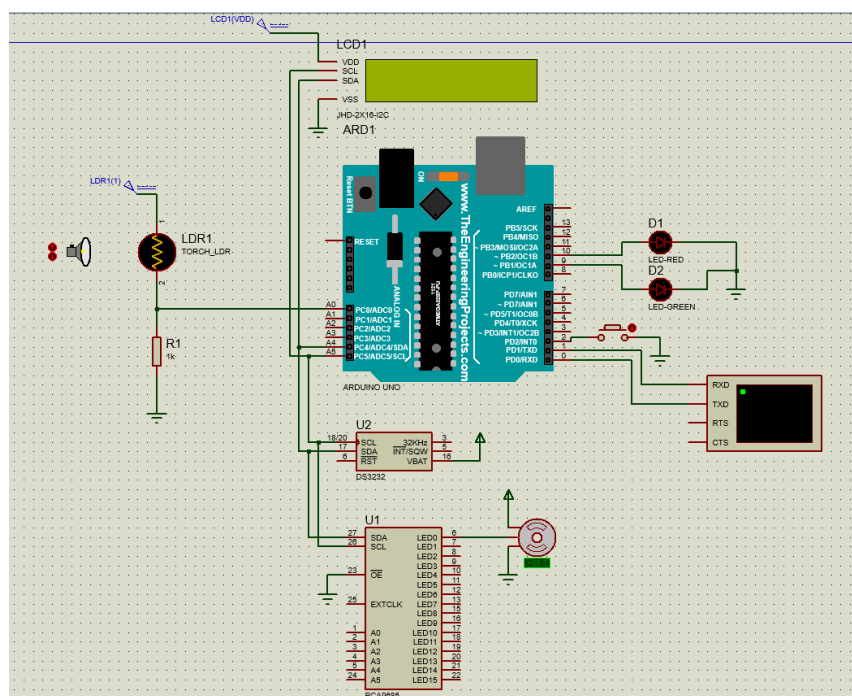 LCD1(VDD)
LCD1
VDD
SCL
SDA
VSS
JHD-2X16-I2C
ARD1
LDR1(1)
1
LDR1
TORCH_LDR
2
R1
1k
Reset BTN
ON
www.TheEngineeringProjects.com
ANALOG IN
RESET
A0 PC0/ADC0
A1 PC1/ADC1
A2 PC2/ADC2
A3 PC3/ADC3
A4 PC4/ADC4/SDA
A5 PC5/ADC5/SCL
ARDUINO UNO
AREF
PB5/SCK 13
PB4/MISO 12
~ PB3/MOSI/OC2A 11
~ PB2/OC1B 10
~ PB1/OC1A 9
PB0/ICP1/CLKO 8
PD7/AIN1 7
~ PD7/AIN1 6
~ PD5/T1/OC0B 5
PD4/T0/XCK 4
~ PD3/INT1/OC2B 3
PD2/INT0 2
PD1/TXD 1
PD0/RXD 0
D1
LED-RED
D2
LED-GREEN
RXD
TXD
RTS
CTS
U2
18/20 SCL 32KHz 3
17 SDA INT/SQW 5
6 RST VBAT 16
DS3232
U1
27 SDA LED0 6
26 SCL LED1 7
LED2 8
LED3 9
23 OE LED4 10
LED5 11
LED6 12
25 EXTCLK LED7 13
LED8 15
LED9 16
1 A0 LED10 17
2 A1 LED11 18
3 A2 LED12 19
4 A3 LED13 20
5 A4 LED14 21
24 A5 LED15 22
PCA9685